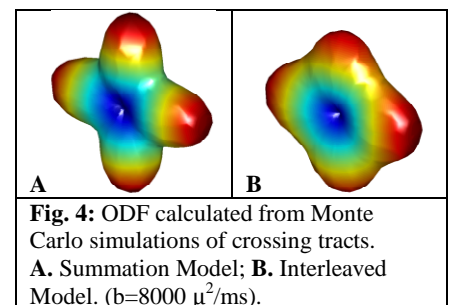 A
B
Fig. 4: ODF calculated from Monte
Carlo simulations of crossing tracts.
A. Summation Model; B. Interleaved
Model. (b=8000 μ²/ms).